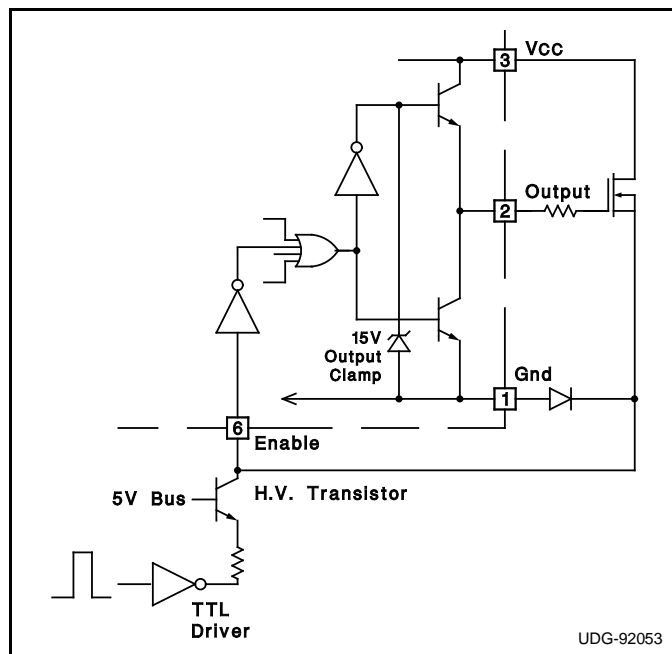 3 Vcc
2 Output
15V
Output
Clamp
1 Gnd
6
Enable
5V Bus
H.V. Transistor
TTL
Driver
UDG-92053